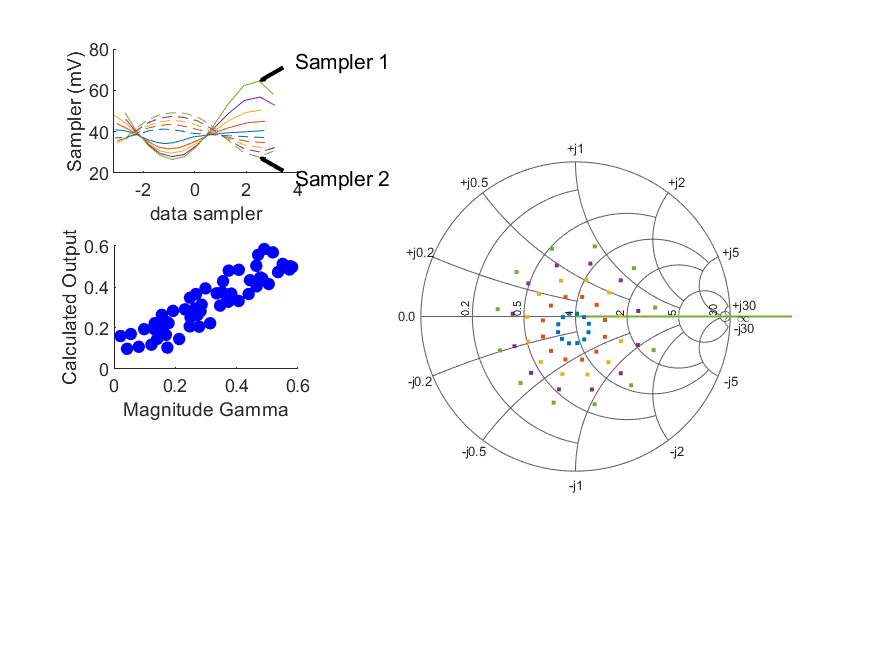 80
60
40
20
Sampler (mV)
-2
0
2
4
data sampler
Sampler 1
Sampler 2
0.6
0.4
0.2
0
Calculated Output
0
0.2
0.4
0.6
Magnitude Gamma
+j1
+j0.5
+j2
+j0.2
+j5
0.0
0.2
0.5
1
2
5
30
+j30
∞
-j30
-j0.2
-j5
-j0.5
-j2
-j1